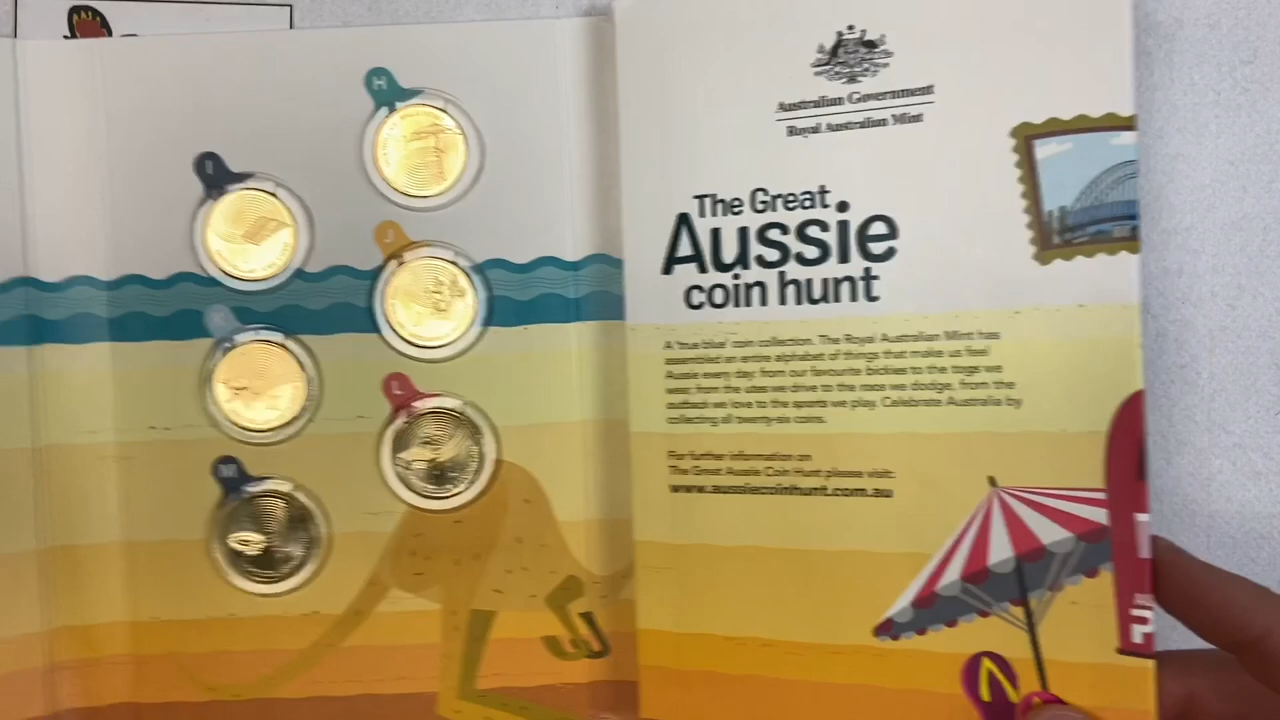 H
I
J
L
M
Australian Government
Royal Australian Mint
The Great
Aussie
coin hunt
A 'true blue' coin collection. The Royal Australian Mint has
assembled an entire alphabet of things that make us feel
Aussie every day: from our favourite bickies to the togs we
wear, from the utes we drive to the roos we dodge, from the
outback we love to the sports we play. Celebrate Australia by
collecting all twenty-six coins.
For further information on
The Great Aussie Coin Hunt please visit:
www.aussiecoinhunt.com.au